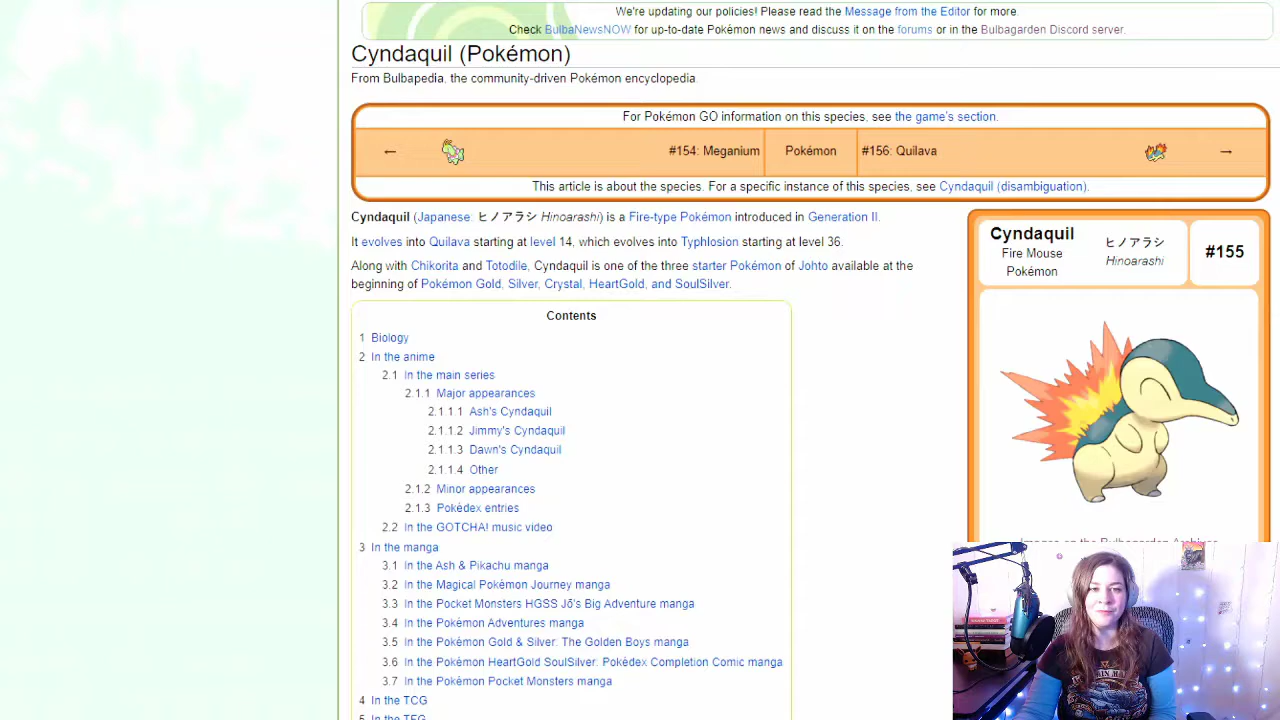 We're updating our policies! Please read the Message from the Editor for more.
Check BulbaNewsNOW for up-to-date Pokémon news and discuss it on the forums or in the Bulbagarden Discord server.
Cyndaquil (Pokémon)
From Bulbapedia, the community-driven Pokémon encyclopedia.
For Pokémon GO information on this species, see the game's section.
← #154: Meganium Pokémon #156: Quilava →
This article is about the species. For a specific instance of this species, see Cyndaquil (disambiguation).
Cyndaquil (Japanese: ヒノアラシ Hinoarashi) is a Fire-type Pokémon introduced in Generation II.
It evolves into Quilava starting at level 14, which evolves into Typhlosion starting at level 36.
Along with Chikorita and Totodile, Cyndaquil is one of the three starter Pokémon of Johto available at the
beginning of Pokémon Gold, Silver, Crystal, HeartGold, and SoulSilver.
Cyndaquil
Fire Mouse
Pokémon
ヒノアラシ
Hinoarashi
#155
Contents
1 Biology
2 In the anime
2.1 In the main series
2.1.1 Major appearances
2.1.1.1 Ash's Cyndaquil
2.1.1.2 Jimmy's Cyndaquil
2.1.1.3 Dawn's Cyndaquil
2.1.1.4 Other
2.1.2 Minor appearances
2.1.3 Pokédex entries
2.2 In the GOTCHA! music video
3 In the manga
3.1 In the Ash & Pikachu manga
3.2 In the Magical Pokémon Journey manga
3.3 In the Pocket Monsters HGSS Jō's Big Adventure manga
3.4 In the Pokémon Adventures manga
3.5 In the Pokémon Gold & Silver: The Golden Boys manga
3.6 In the Pokémon HeartGold SoulSilver: Pokédex Completion Comic manga
3.7 In the Pokémon Pocket Monsters manga
4 In the TCG
5 In the TFG
Images on the Bulbagarden Archives